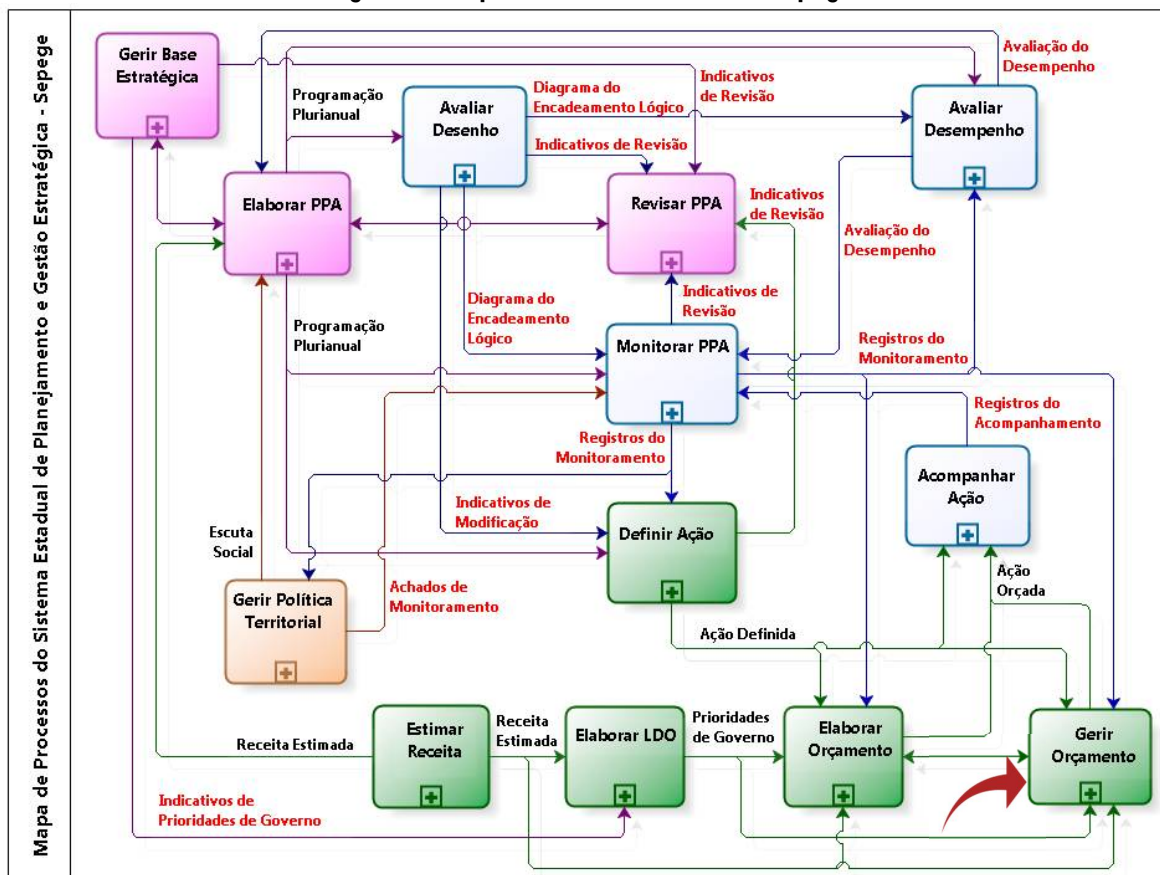 Mapa de Processos do Sistema Estadual de Planejamento e Gestão Estratégica - Sepege
Gerir Base
Estratégica
Programação
Plurianual
Avaliar
Desenho
Diagrama do
Encadeamento Lógico
Indicativos de Revisão
Indicativos
de Revisão
Avaliação do
Desempenho
Avaliar
Desempenho
Elaborar PPA
Revisar PPA
Indicativos
de Revisão
Avaliação do
Desempenho
Programação
Plurianual
Diagrama do
Encadeamento
Lógico
Indicativos de
Revisão
Monitorar PPA
Registros do
Monitoramento
Registros do
Acompanhamento
Registros do
Monitoramento
Acompanhar
Ação
Indicativos de
Modificação
Definir Ação
Escuta
Social
Gerir Política
Territorial
Achados de
Monitoramento
Ação
Orçada
Ação Definida
Receita Estimada
Estimar
Receita
Receita
Estimada
Elaborar LDO
Prioridades
de Governo
Elaborar
Orçamento
Gerir
Orçamento
Indicativos de
Prioridades de Governo